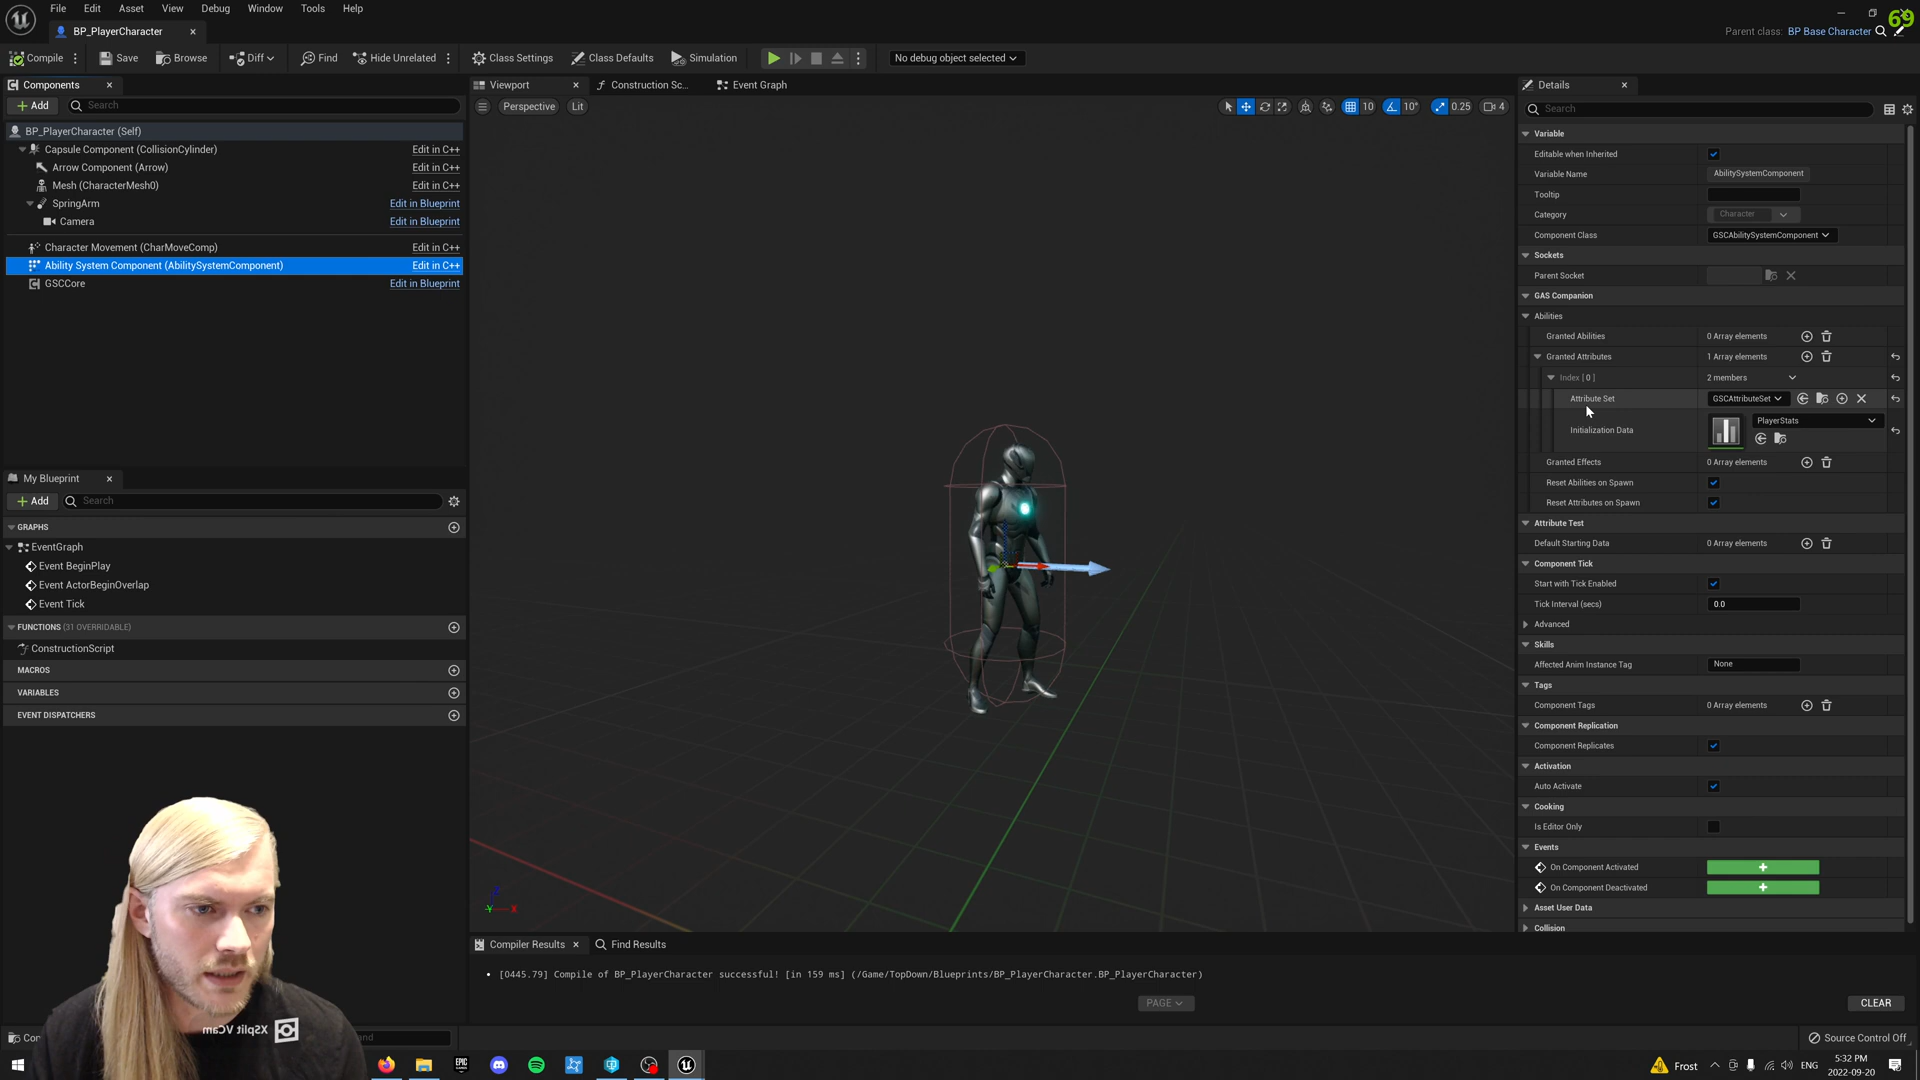 File Edit Asset View Debug Window Tools Help
69
BP_PlayerCharacter
Parent class: BP Base Character
Compile Save Browse Diff Find Hide Unrelated Class Settings Class Defaults Simulation No debug object selected
Components
Add Search
BP_PlayerCharacter (Self)
Capsule Component (CollisionCylinder) Edit in C++
Arrow Component (Arrow) Edit in C++
Mesh (CharacterMesh0) Edit in C++
SpringArm Edit in Blueprint
Camera Edit in Blueprint
Character Movement (CharMoveComp) Edit in C++
Ability System Component (AbilitySystemComponent) Edit in C++
GSCCore Edit in Blueprint
My Blueprint
Add Search
GRAPHS
EventGraph
Event BeginPlay
Event ActorBeginOverlap
Event Tick
FUNCTIONS (31 OVERRIDABLE)
ConstructionScript
MACROS
VARIABLES
EVENT DISPATCHERS
Viewport Construction Sc... Event Graph
Perspective Lit 10 10° 0.25 4
Z
Y X
Compiler Results Find Results
• [0445.79] Compile of BP_PlayerCharacter successful! [in 159 ms] (/Game/TopDown/Blueprints/BP_PlayerCharacter.BP_PlayerCharacter)
PAGE
CLEAR
Details
Search
Variable
Editable when Inherited
Variable Name AbilitySystemComponent
Tooltip
Category Character
Component Class GSCAbilitySystemComponent
Sockets
Parent Socket
GAS Companion
Abilities
Granted Abilities 0 Array elements
Granted Attributes 1 Array elements
Index [ 0 ] 2 members
Attribute Set GSCAttributeSet
Initialization Data PlayerStats
Granted Effects 0 Array elements
Reset Abilities on Spawn
Reset Attributes on Spawn
Attribute Test
Default Starting Data 0 Array elements
Component Tick
Start with Tick Enabled
Tick Interval (secs) 0.0
Advanced
Skills
Affected Anim Instance Tag None
Tags
Component Tags 0 Array elements
Component Replication
Component Replicates
Activation
Auto Activate
Cooking
Is Editor Only
Events
On Component Activated
On Component Deactivated
Asset User Data
Collision
XSplit VCam
Source Control Off
EPIC GAMES
Frost ENG 5:32 PM
2022-09-20